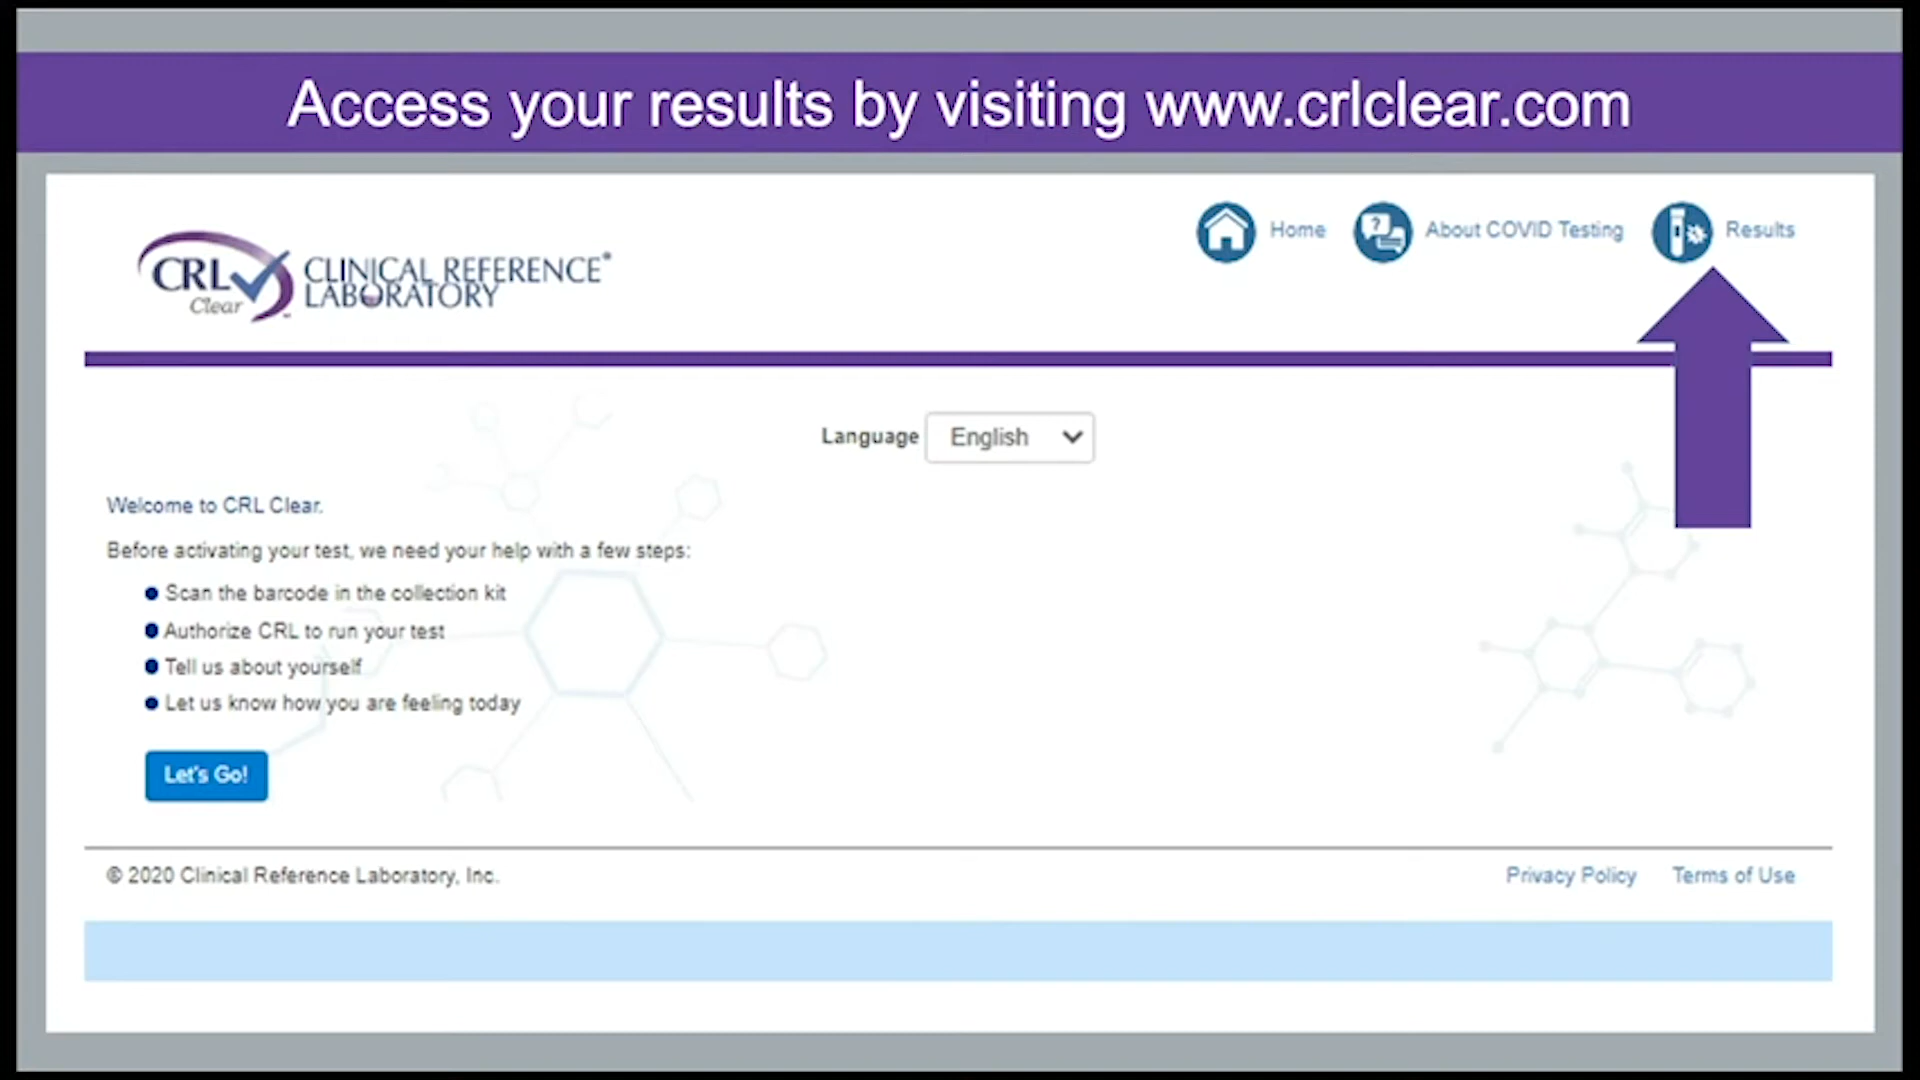 Access your results by visiting www.crlclear.com
Home
About COVID Testing
Results
CRL
Clear
CLINICAL REFERENCE®
LABORATORY
Language
English
Welcome to CRL Clear.
Before activating your test, we need your help with a few steps:
Scan the barcode in the collection kit
Authorize CRL to run your test
Tell us about yourself
Let us know how you are feeling today
Let's Go!
© 2020 Clinical Reference Laboratory, Inc.
Privacy Policy
Terms of Use